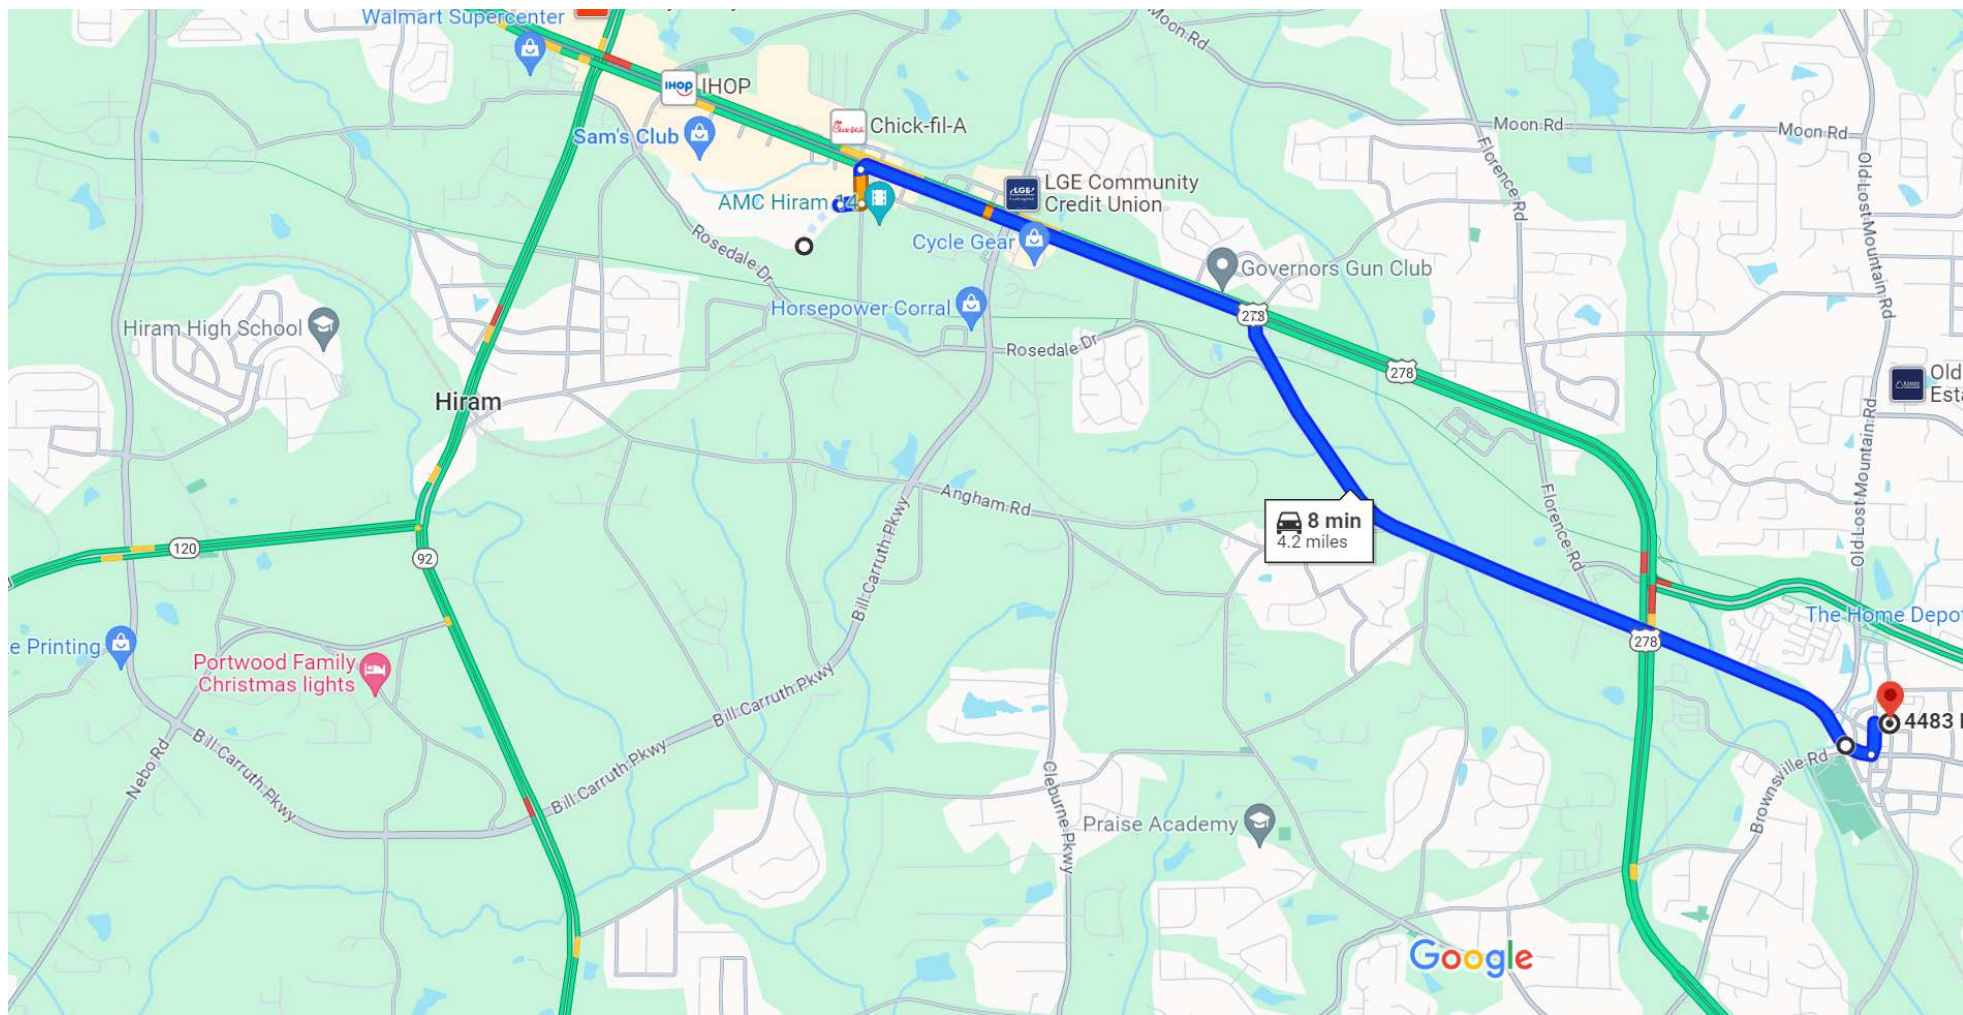 Walmart Supercenter
Moon Rd
IHOP
IHOP
Chick-fil-A
Sam's Club
Moon Rd
Moon Rd
Florence Rd
Old Lost Mountain Rd
LGE
LGE Community
Credit Union
AMC Hiram 14
Rosedale Dr
Cycle Gear
Governors Gun Club
Horsepower Corral
278
Hiram High School
Rosedale Dr
278
Old
Esta
Hiram
Old Lost Mountain Rd
Angham Rd
Florence Rd
8 min
4.2 miles
120
92
Bill Carruth Pkwy
The Home Depot
e Printing
278
Portwood Family
Christmas lights
Bill Carruth Pkwy
4483
Nebo Rd
Bill Carruth Pkwy
Bill Carruth Pkwy
Cleburne Pkwy
Brownsville Rd
Praise Academy
Google